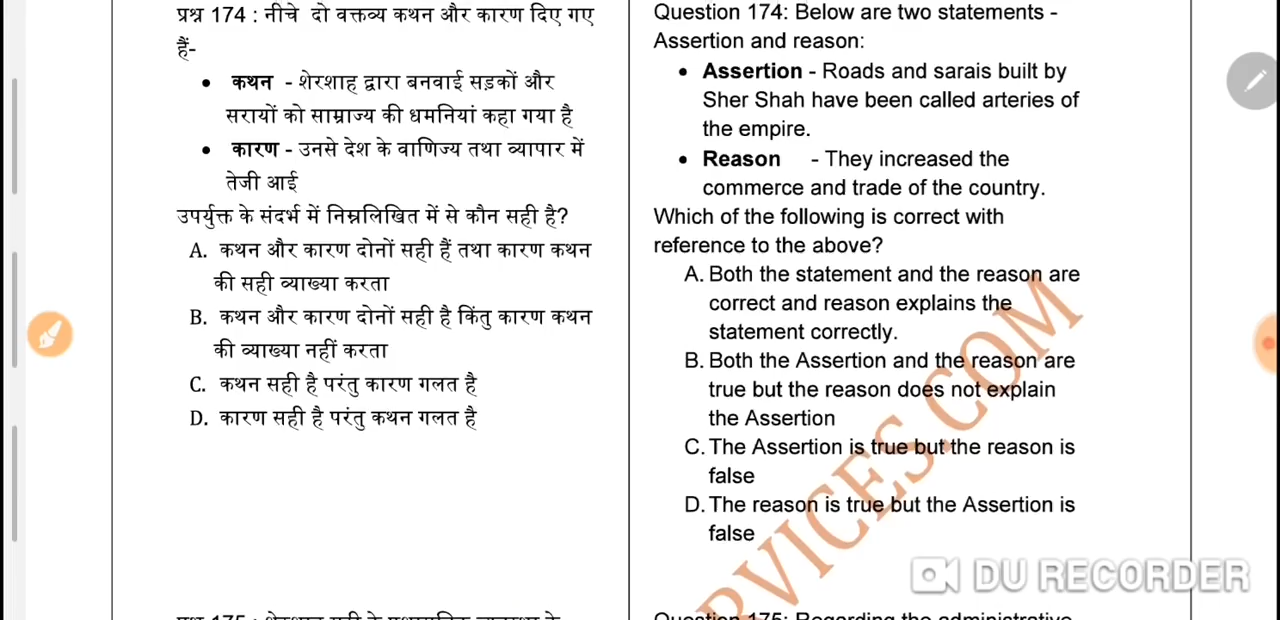 प्रश्न 174 : नीचे दो वक्तव्य कथन और कारण दिए गए
हैं-
• कथन - शेरशाह द्वारा बनवाई सड़कों और
सरायों को साम्राज्य की धमनियां कहा गया है
• कारण - उनसे देश के वाणिज्य तथा व्यापार में
तेजी आई
उपर्युक्त के संदर्भ में निम्नलिखित में से कौन सही है?
A. कथन और कारण दोनों सही हैं तथा कारण कथन
की सही व्याख्या करता
B. कथन और कारण दोनों सही है किंतु कारण कथन
की व्याख्या नहीं करता
C. कथन सही है परंतु कारण गलत है
D. कारण सही है परंतु कथन गलत है
Question 174: Below are two statements -
Assertion and reason:
• Assertion - Roads and sarais built by
Sher Shah have been called arteries of
the empire.
• Reason - They increased the
commerce and trade of the country.
Which of the following is correct with
reference to the above?
A. Both the statement and the reason are
correct and reason explains the
statement correctly.
B. Both the Assertion and the reason are
true but the reason does not explain
the Assertion
C. The Assertion is true but the reason is
false
D. The reason is true but the Assertion is
false
RVICES.COM
DU RECORDER
Question 175: Regarding the administrative